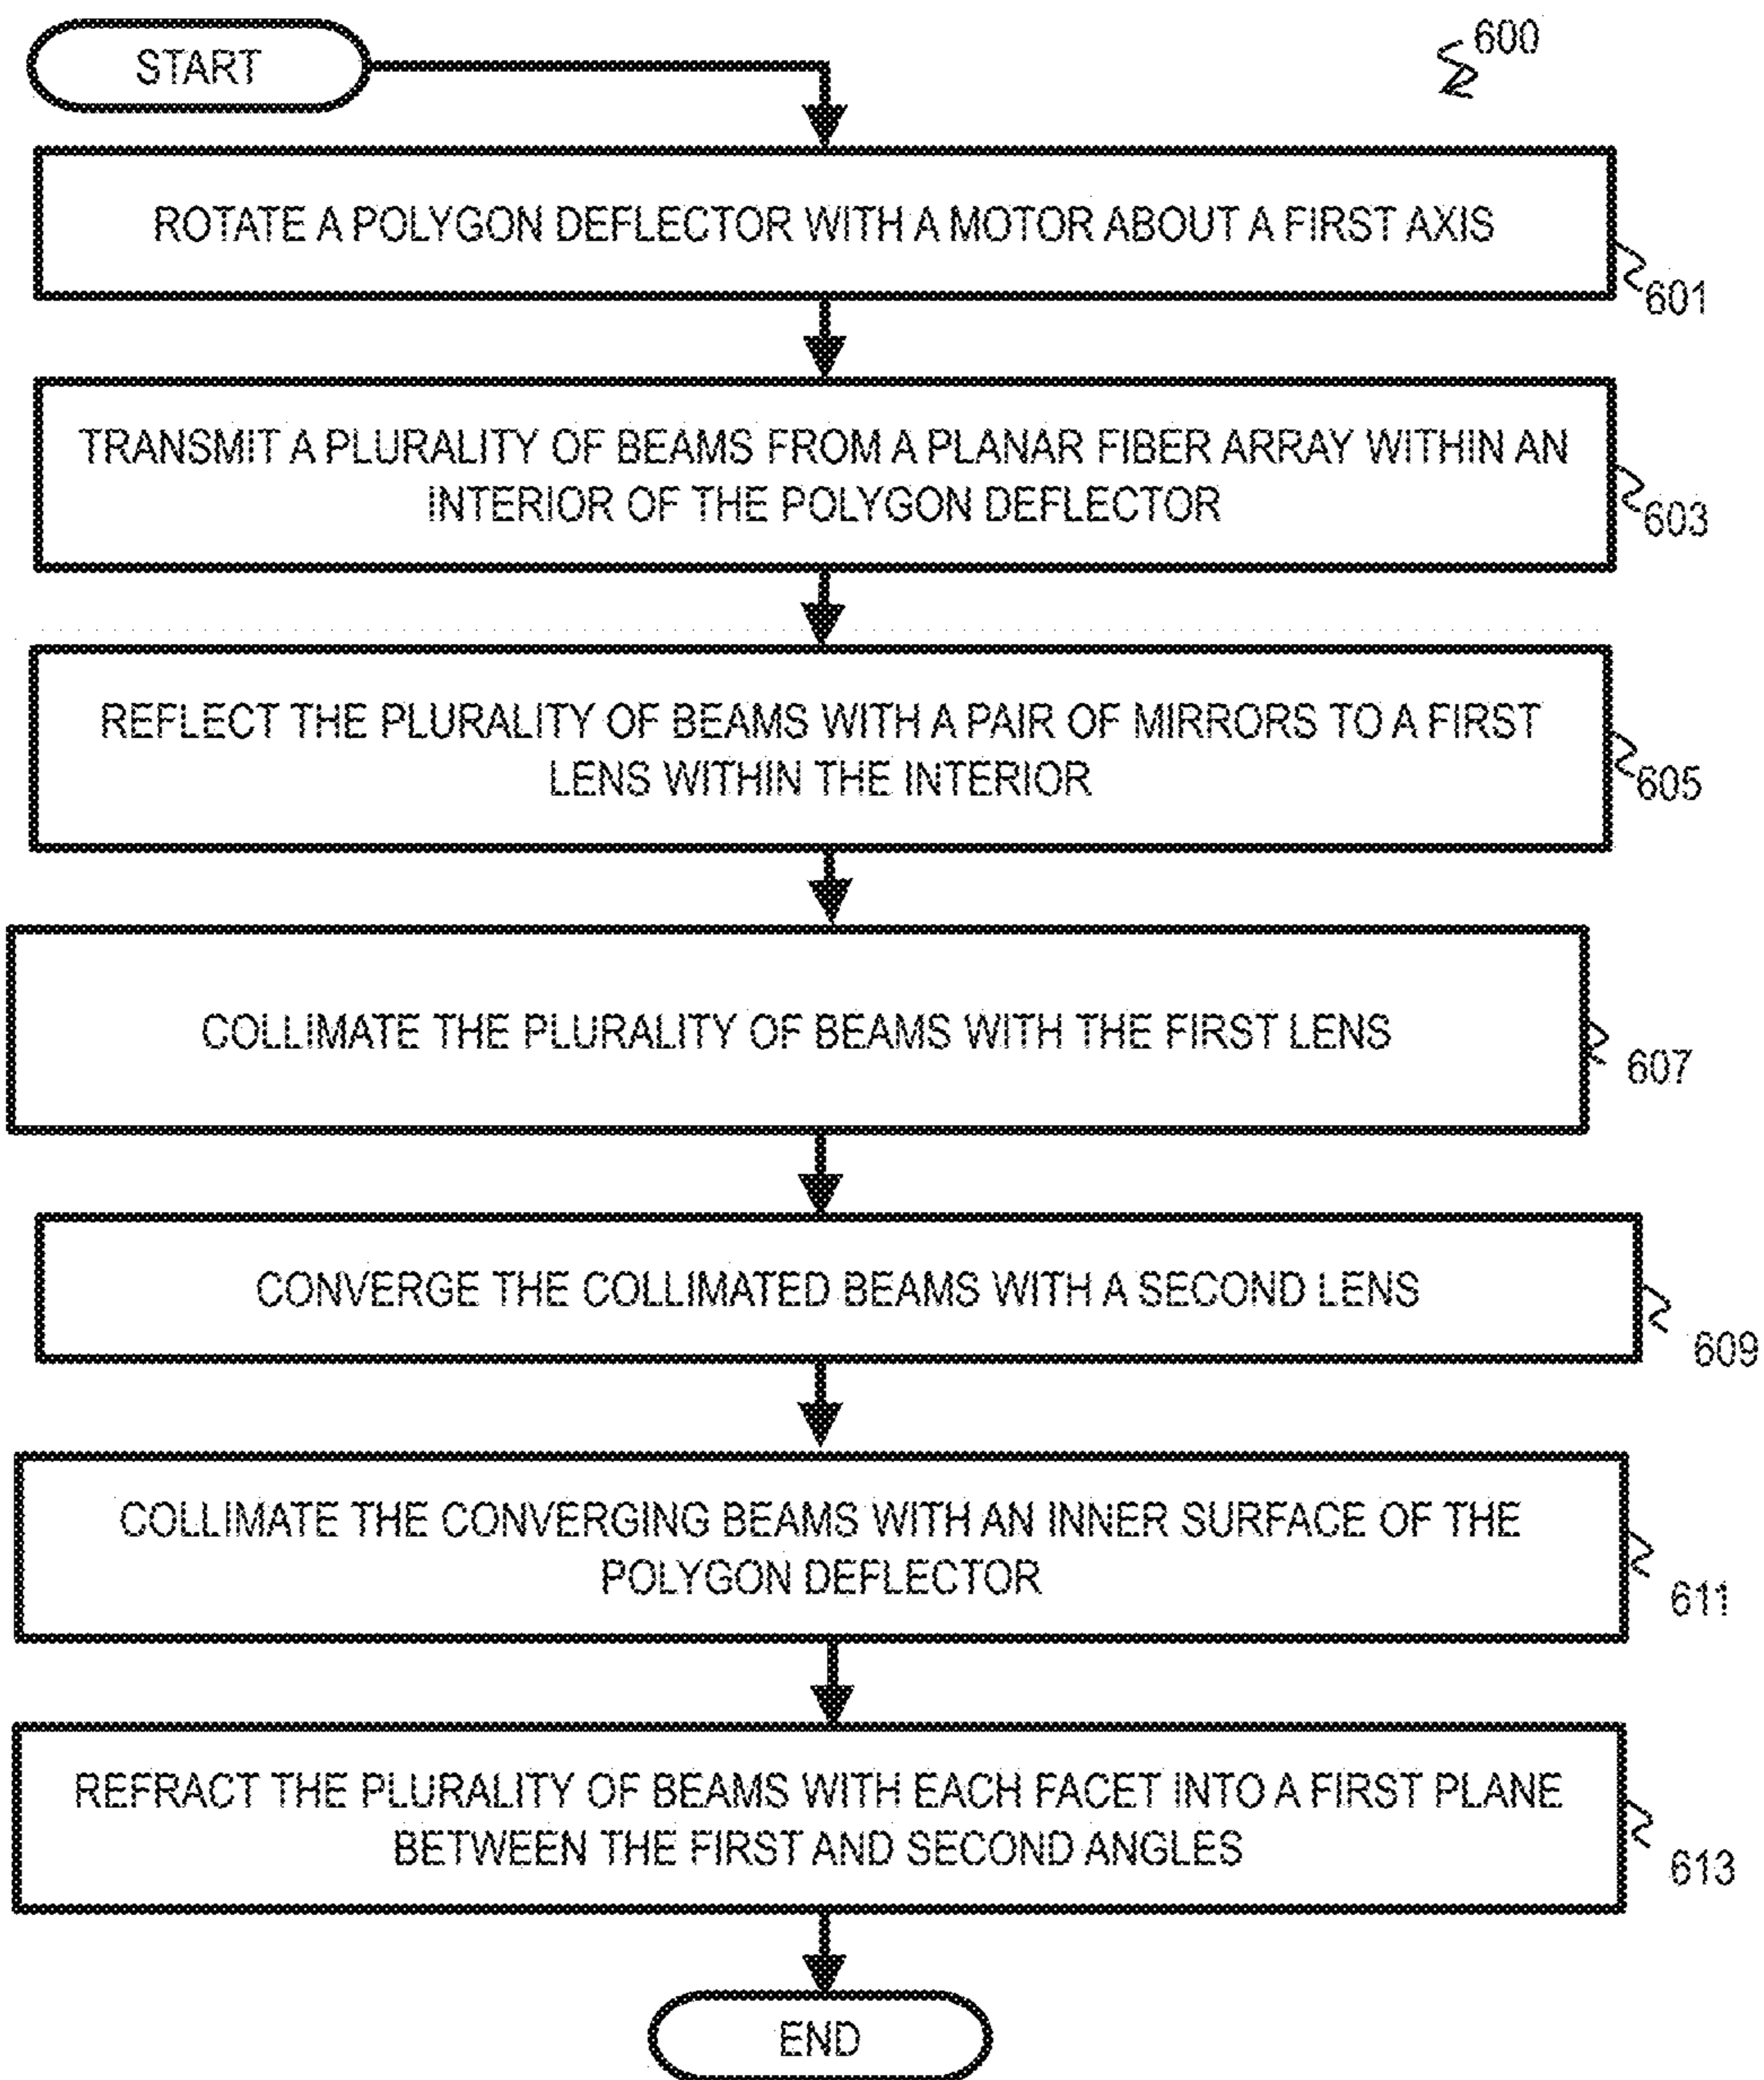 START
600
ROTATE A POLYGON DEFLECTOR WITH A MOTOR ABOUT A FIRST AXIS
601
TRANSMIT A PLURALITY OF BEAMS FROM A PLANAR FIBER ARRAY WITHIN AN
INTERIOR OF THE POLYGON DEFLECTOR
603
REFLECT THE PLURALITY OF BEAMS WITH A PAIR OF MIRRORS TO A FIRST
LENS WITHIN THE INTERIOR
605
COLLIMATE THE PLURALITY OF BEAMS WITH THE FIRST LENS
607
CONVERGE THE COLLIMATED BEAMS WITH A SECOND LENS
609
COLLIMATE THE CONVERGING BEAMS WITH AN INNER SURFACE OF THE
POLYGON DEFLECTOR
611
REFRACT THE PLURALITY OF BEAMS WITH EACH FACET INTO A FIRST PLANE
BETWEEN THE FIRST AND SECOND ANGLES
613
END